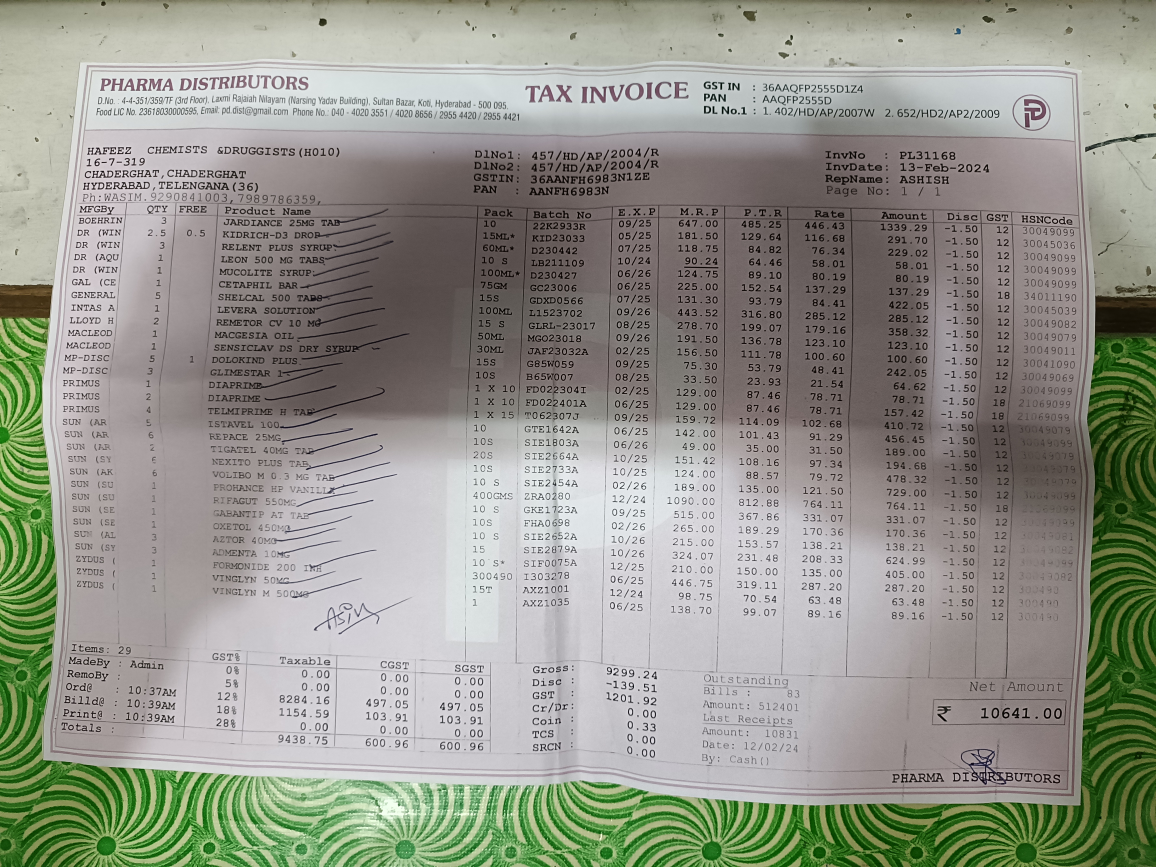 PHARMA DISTRIBUTORS
D.No. : 4-4-351/359/TF (3rd Floor), Laxmi Rajaiah Nilayam (Narsing Yadav Building), Sultan Bazar, Koti, Hyderabad - 500 095.
Food LIC No. 23618030000595, Email: pd.dist@gmail.com Phone No.: 040 - 4020 3551 / 4020 8656 / 2955 4420 / 2955 4421
TAX INVOICE
GST IN : 36AAQFP2555D1Z4
PAN : AAQFP2555D
DL No.1 : 1. 402/HD/AP/2007W 2. 652/HD2/AP2/2009
HAFEEZ CHEMISTS &DRUGGISTS(H010)
16-7-319
CHADERGHAT,CHADERGHAT
HYDERABAD,TELENGANA(36)
Ph:WASIM.9290841003,7989786359,
DlNo1: 457/HD/AP/2004/R
DlNo2: 457/HD/AP/2004/R
GSTIN: 36AANFH6983N1ZE
PAN : AANFH6983N
InvNo : PL31168
InvDate: 13-Feb-2024
RepName: ASHISH
Page No: 1 / 1
MFGBy QTY FREE Product Name Pack Batch No E.X.P M.R.P P.T.R Rate Amount Disc GST HSNCode
BOEHRIN 3 JARDIANCE 25MG TAB 10 22K2933R 09/25 647.00 485.25 446.43 1339.29 -1.50 12 30049099
DR (WIN 2.5 0.5 KIDRICH-D3 DROP 15ML* KID23033 05/25 181.50 129.64 116.68 291.70 -1.50 12 30045036
DR (WIN 3 RELENT PLUS SYRUP 60ML* D230442 07/25 118.75 84.82 76.34 229.02 -1.50 12 30049099
DR (AQU 1 LEON 500 MG TABS 10 S LB211109 10/24 90.24 64.46 58.01 58.01 -1.50 12 30049099
DR (WIN 1 MUCOLITE SYRUP 100ML* D230427 06/26 124.75 89.10 80.19 80.19 -1.50 12 30049099
GAL (CE 1 CETAPHIL BAR 75GM GC23006 06/26 225.00 152.54 137.29 137.29 -1.50 18 34011190
GENERAL 5 SHELCAL 500 TABS 15S GDXD0566 07/25 131.30 93.79 84.41 422.05 -1.50 12 30045039
INTAS A 1 LEVERA SOLUTION 100ML L1523702 09/26 443.52 316.80 285.12 285.12 -1.50 12 30049082
LLOYD H 2 REMETOR CV 10 MG 15 S GLRL-23017 08/25 278.70 199.07 179.16 358.32 -1.50 12 30049079
MACLEOD 1 MACGESIA OIL 50ML MGO23018 09/26 191.50 136.78 123.10 123.10 -1.50 12 30049011
MACLEOD 1 SENSICLAV DS DRY SYRUP 30ML JAF23032A 02/25 156.50 111.78 100.60 100.60 -1.50 12 30041090
MP-DISC 5 1 DOLOKIND PLUS 15S G85W059 09/25 75.30 53.79 48.41 242.05 -1.50 12 30049069
MP-DISC 3 GLIMESTAR 1 10S B65W007 08/25 33.50 23.93 21.54 64.62 -1.50 12
PRIMUS 1 DIAPRIME 1 X 10 FD022304I 02/25 129.00 87.46 78.71 78.71 -1.50 18 21069099
PRIMUS 2 DIAPRIME 1 X 10 FD022401A 06/25 129.00 87.46 78.71 157.42 -1.50 18 21069099
PRIMUS 4 TELMIPRIME H TAB 1 X 15 T062307J 09/25 159.72 114.09 102.68 410.72 -1.50 12 30049079
SUN (AR 5 ISTAVEL 100 10 GTE1642A 06/25 142.00 101.43 91.29 456.45 -1.50 12
SUN (AR 6 REPACE 25MG 10S SIE1803A 06/26 49.00 35.00 31.50 189.00 -1.50 12
SUN (AR 2 TIGATEL 40MG TAB 20S SIE2664A 10/25 151.42 108.16 97.34 194.68 -1.50 12
SUN (SY 6 NEXITO PLUS TAB 10S SIE2733A 10/25 124.00 88.57 79.72 478.32 -1.50 12
SUN (AR 6 VOLIBO M 0.3 MG TAB 10 S SIE2454A 02/26 189.00 135.00 121.50 729.00 -1.50 12
SUN (SU 1 PROHANCE HP VANILLA 400GMS ZRA0280 12/24 1090.00 812.88 764.11 764.11 -1.50 18
SUN (SU 1 RIFAGUT 550MG 10 S GKE1723A 09/25 515.00 367.86 331.07 331.07 -1.50 12
SUN (SE 1 GABANTIP AT TAB 10S FHA0698 02/26 265.00 189.29 170.36 170.36 -1.50 12
SUN (SE 1 OXETOL 450MG 10 S SIE2652A 10/26 215.00 153.57 138.21 138.21 -1.50 12
SUN (AL 3 AZTOR 40MG 15 SIE2879A 10/26 324.07 231.48 208.33 624.99 -1.50 12
SUN (SY 3 ADMENTA 10MG 10`S* SIF0075A 12/25 210.00 150.00 135.00 405.00 -1.50 12
ZYDUS ( 1 FORMONIDE 200 INH 300490 I303278 06/25 446.75 319.11 287.20 287.20 -1.50 12 300490
ZYDUS ( 1 VINGLYN 50MG 15T AXZ1001 12/24 98.75 70.54 63.48 63.48 -1.50 12 300490
ZYDUS ( 1 VINGLYN M 500MG 1 AXZ1035 06/25 138.70 99.07 89.16 89.16 -1.50 12 300490
Items: 29
MadeBy : Admin
RemoBy :
Ord@ : 10:37AM
Billd@ : 10:39AM
Print@ : 10:39AM
Totals :
GST% Taxable CGST SGST
0% 0.00 0.00 0.00
5% 0.00 0.00 0.00
12% 8284.16 497.05 497.05
18% 1154.59 103.91 103.91
28% 0.00 0.00 0.00
9438.75 600.96 600.96
Gross: 9299.24
Disc : -139.51
GST : 1201.92
Cr/Dr: 0.00
Coin : 0.33
TCS : 0.00
SRCN : 0.00
Outstanding
Bills : 83
Amount: 512401
Last Receipts
Amount: 10831
Date: 12/02/24
By: Cash()
Net Amount
₹ 10641.00
PHARMA DISTRIBUTORS